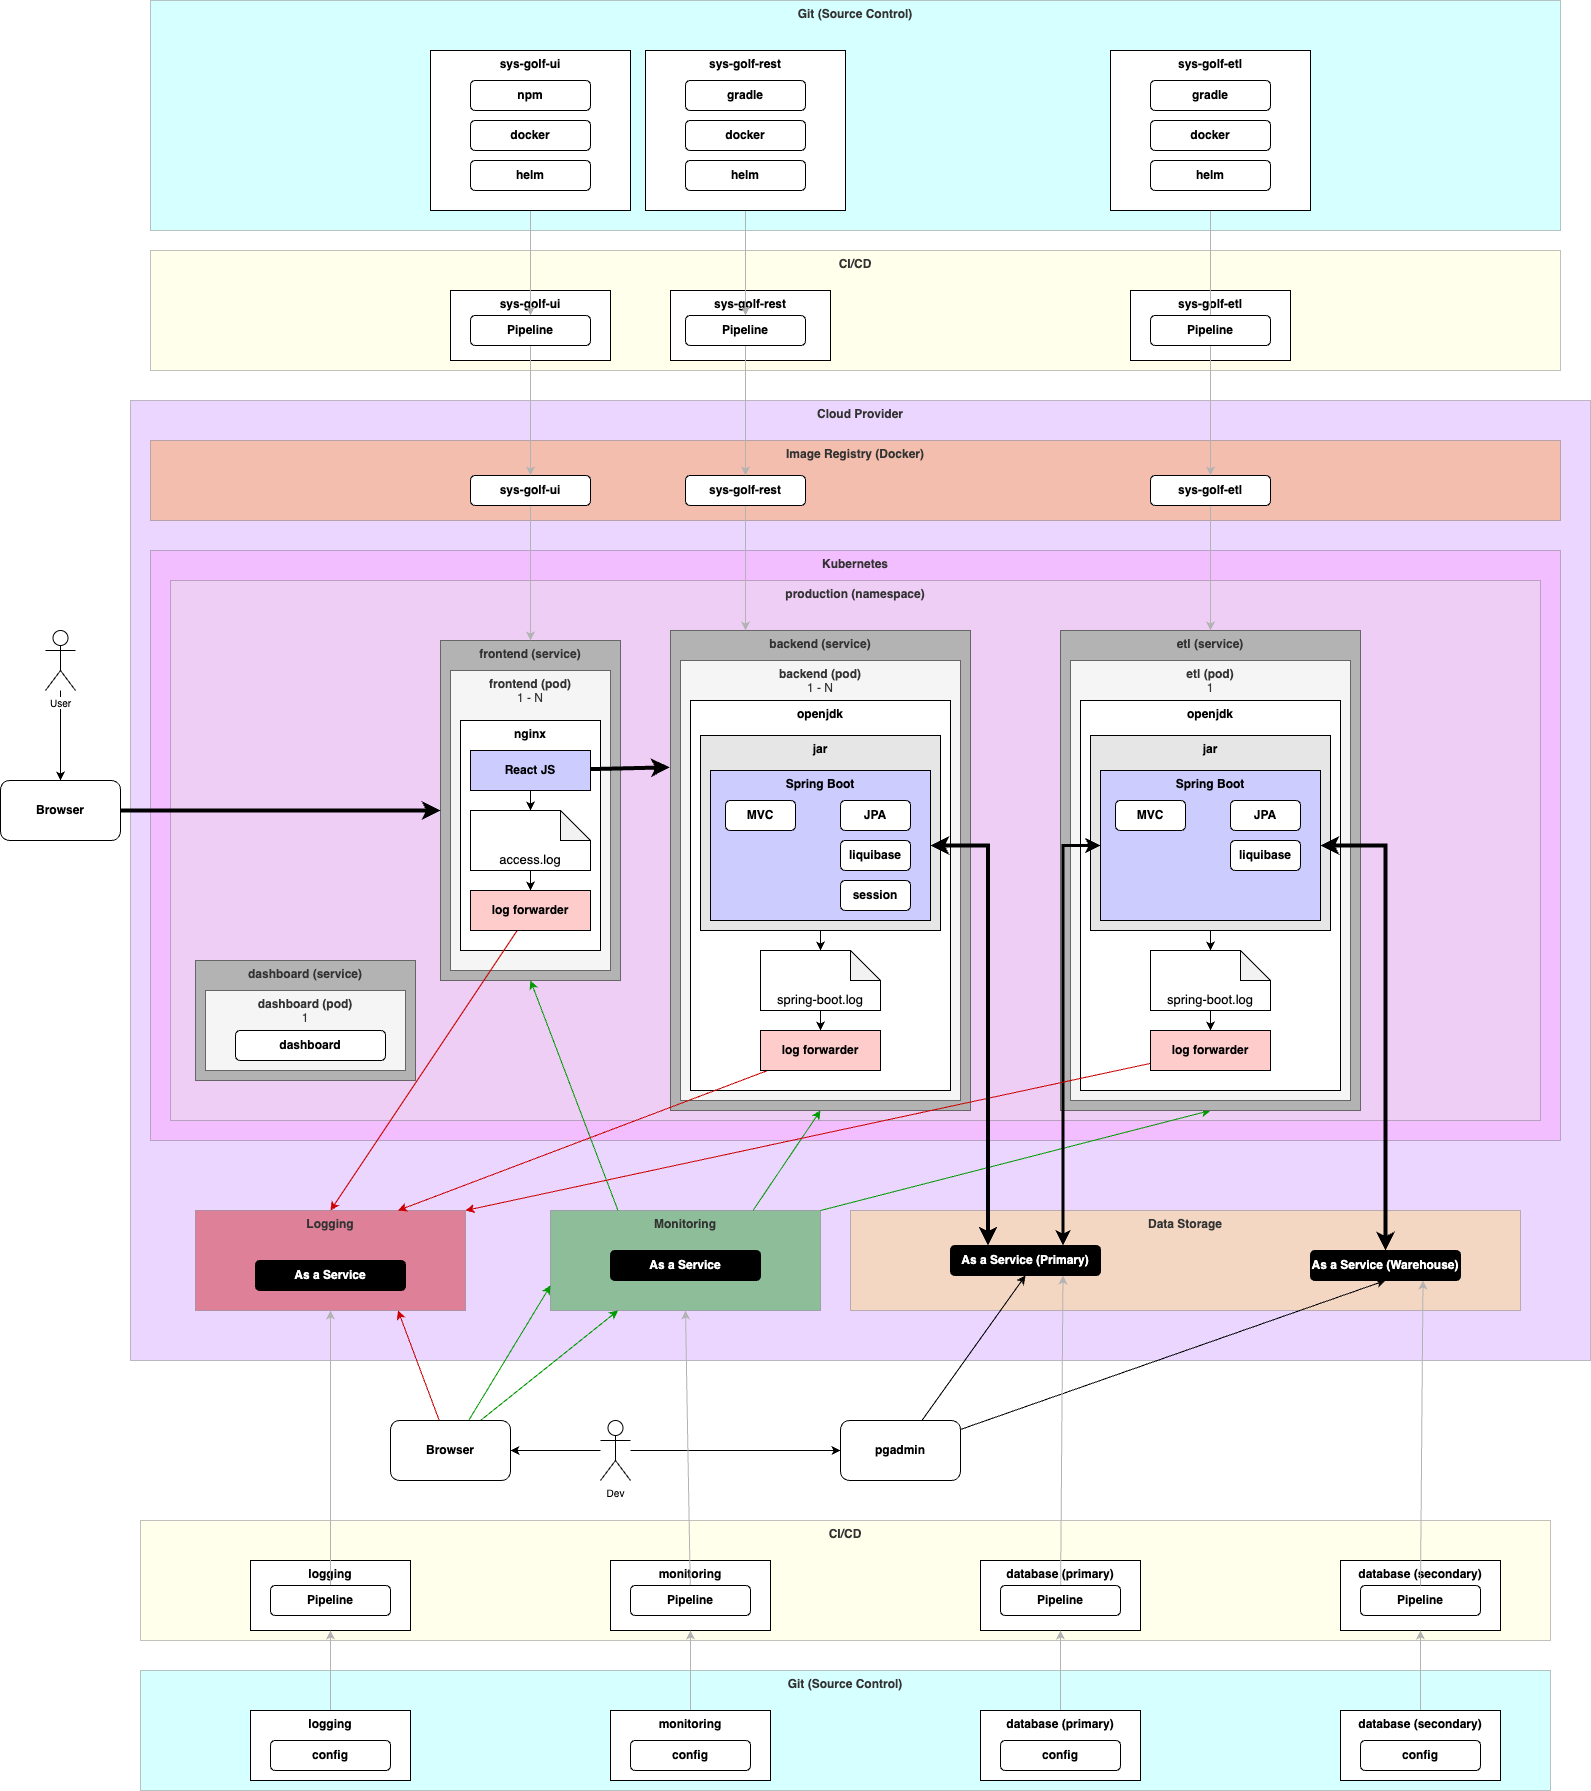 Git (Source Control)
sys-golf-ui
npm
docker
helm
sys-golf-rest
gradle
docker
helm
sys-golf-etl
gradle
docker
helm
CI/CD
sys-golf-ui
Pipeline
sys-golf-rest
Pipeline
sys-golf-etl
Pipeline
Cloud Provider
Image Registry (Docker)
sys-golf-ui
sys-golf-rest
sys-golf-etl
Kubernetes
production (namespace)
User
Browser
frontend (service)
frontend (pod)
1 - N
nginx
React JS
access.log
log forwarder
backend (service)
backend (pod)
1 - N
openjdk
jar
Spring Boot
MVC
JPA
liquibase
session
spring-boot.log
log forwarder
etl (service)
etl (pod)
1
openjdk
jar
Spring Boot
MVC
JPA
liquibase
spring-boot.log
log forwarder
dashboard (service)
dashboard (pod)
1
dashboard
Logging
As a Service
Monitoring
As a Service
Data Storage
As a Service (Primary)
As a Service (Warehouse)
Browser
Dev
pgadmin
CI/CD
logging
Pipeline
monitoring
Pipeline
database (primary)
Pipeline
database (secondary)
Pipeline
Git (Source Control)
logging
config
monitoring
config
database (primary)
config
database (secondary)
config